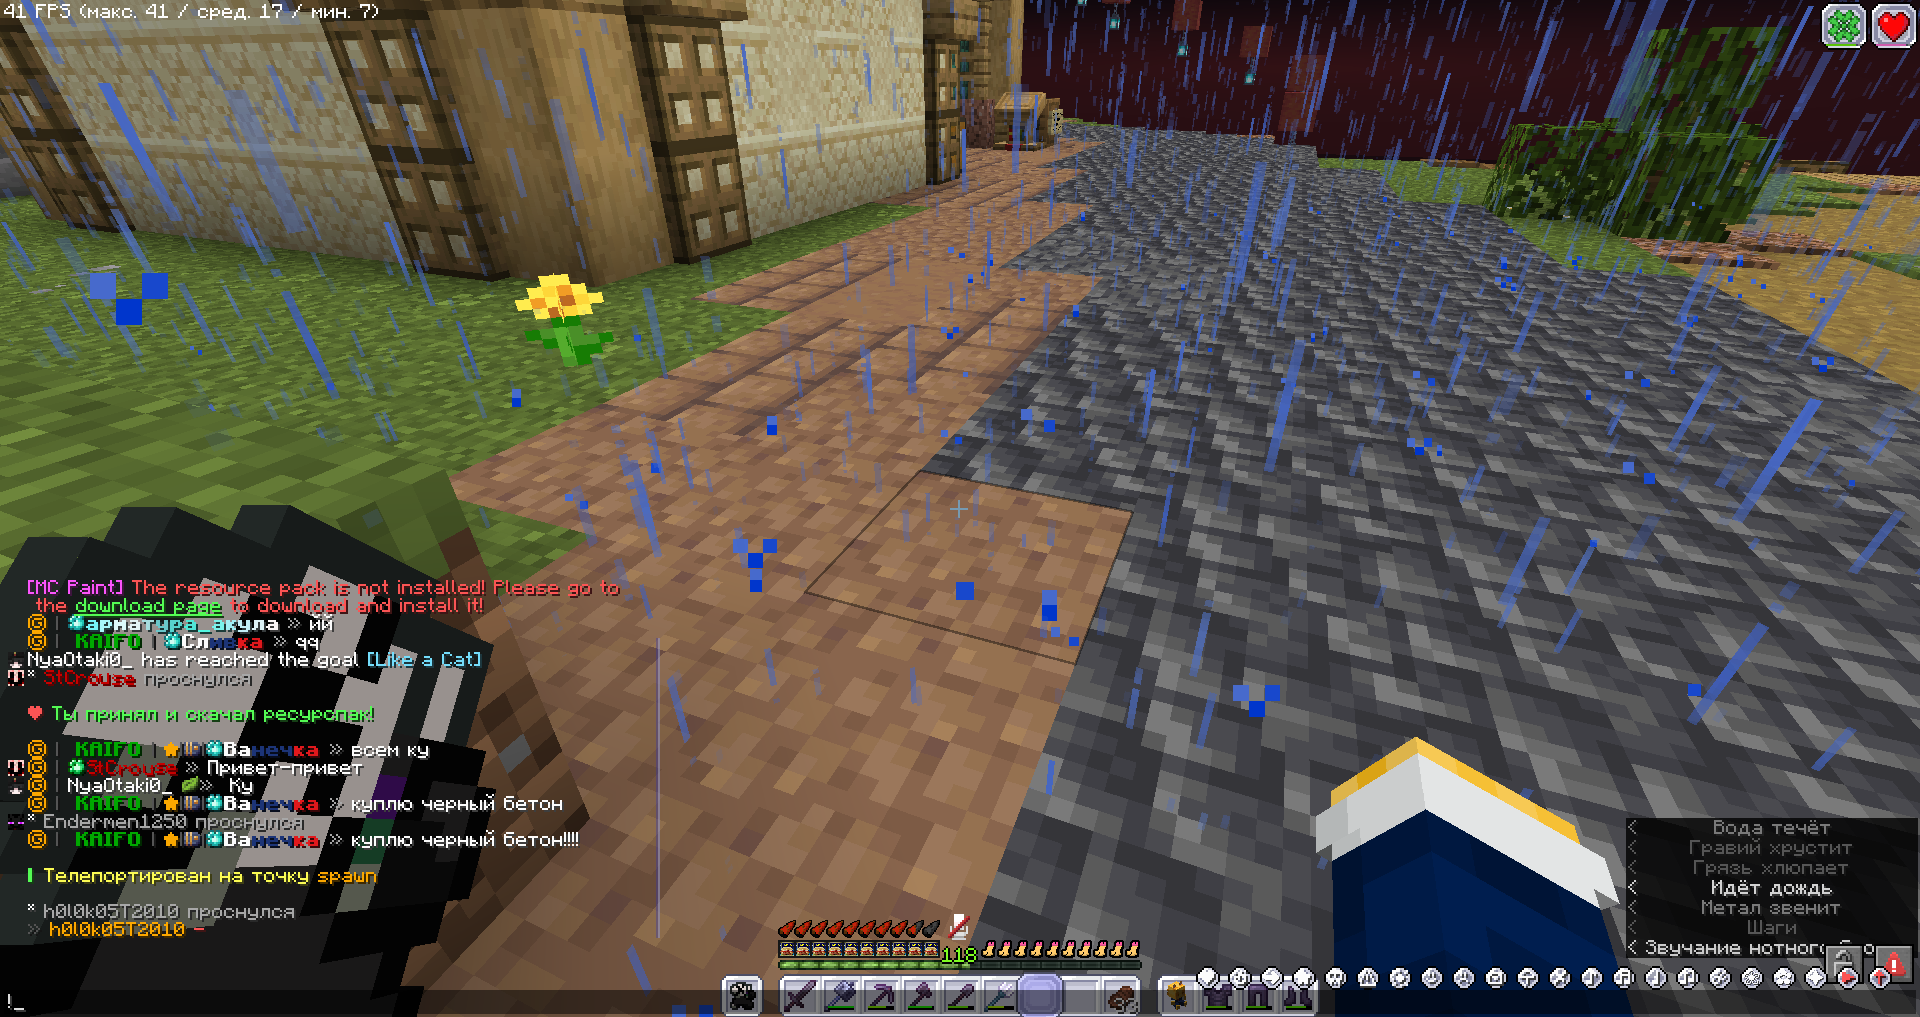 41 FPS (макс. 41 / сред. 17 / мин. 7)
[MC Paint] The resource pack is not installed! Please go to
the download page to download and install it!
| арматура_акула » йй
| KAIFO | Сливка » qq
NyaOtaki0_ has reached the goal [Like a Cat]
* StCrouse проснулся
Ты принял и скачал ресурспак!
| KAIFO | Ванечка » всем ку
| StCrouse » Привет-привет
| NyaOtaki0_ » Ку
| KAIFO | Ванечка » куплю черный бетон
* Endermen1250 проснулся
| KAIFO | Ванечка » куплю черный бетон!!!!
Телепортирован на точку spawn
* h0l0k05T2010 проснулся
» h0l0k05T2010 -
!_
118
< Вода течёт
< Гравий хрустит
< Грязь хлюпает
< Идёт дождь
< Метал звенит
< Шаги
< Звучание нотного